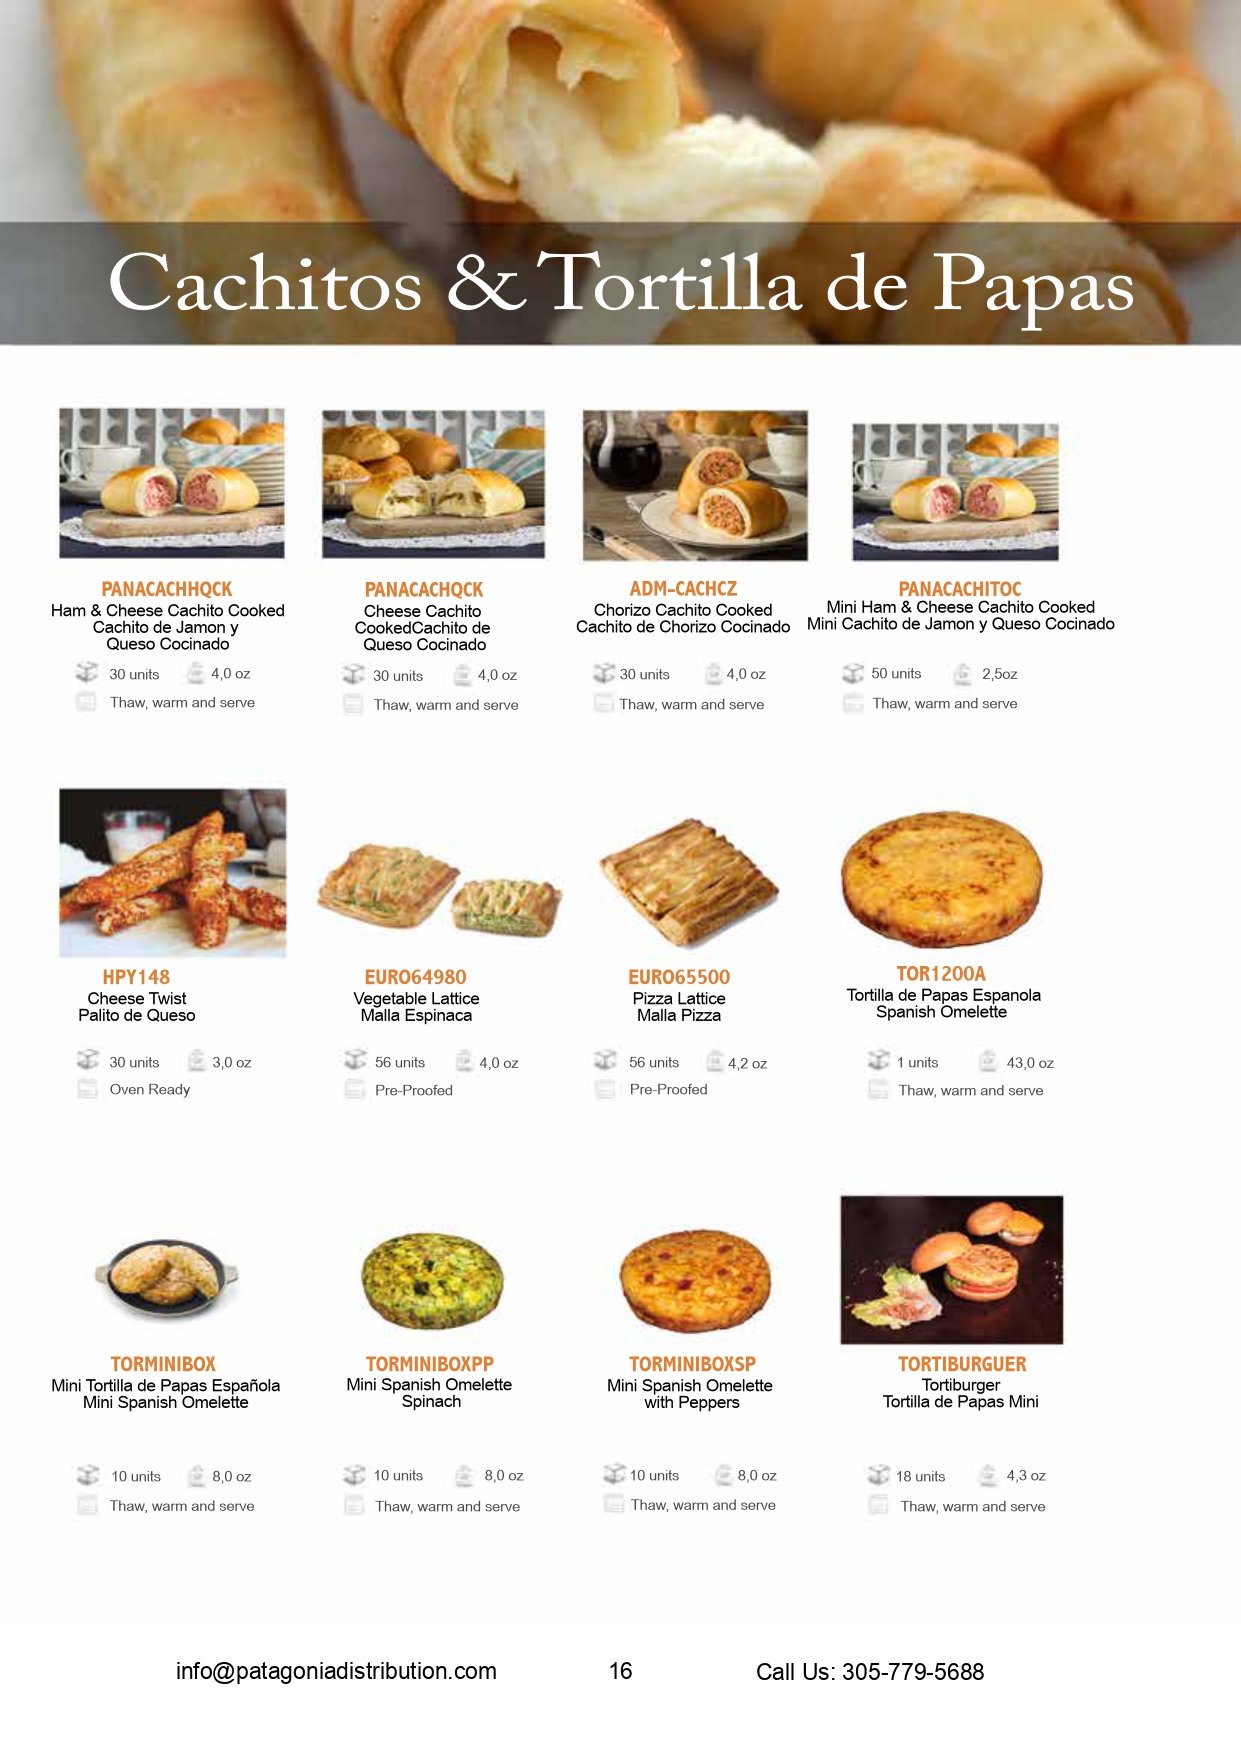 Cachitos & Tortilla de Papas
PANACACHHQCK
Ham & Cheese Cachito Cooked
Cachito de Jamon y
Queso Cocinado
30 units 4,0 oz
Thaw, warm and serve
PANACACHQCK
Cheese Cachito
CookedCachito de
Queso Cocinado
30 units 4,0 oz
Thaw, warm and serve
ADM-CACHCZ
Chorizo Cachito Cooked
Cachito de Chorizo Cocinado
30 units 4,0 oz
Thaw, warm and serve
PANACACHITOC
Mini Ham & Cheese Cachito Cooked
Mini Cachito de Jamon y Queso Cocinado
50 units 2,5oz
Thaw, warm and serve
HPY148
Cheese Twist
Palito de Queso
30 units 3,0 oz
Oven Ready
EURO64980
Vegetable Lattice
Malla Espinaca
56 units 4,0 oz
Pre-Proofed
EURO65500
Pizza Lattice
Malla Pizza
56 units 4,2 oz
Pre-Proofed
TOR1200A
Tortilla de Papas Espanola
Spanish Omelette
1 units 43,0 oz
Thaw, warm and serve
TORMINIBOX
Mini Tortilla de Papas Española
Mini Spanish Omelette
10 units 8,0 oz
Thaw, warm and serve
TORMINIBOXPP
Mini Spanish Omelette
Spinach
10 units 8,0 oz
Thaw, warm and serve
TORMINIBOXSP
Mini Spanish Omelette
with Peppers
10 units 8,0 oz
Thaw, warm and serve
TORTIBURGUER
Tortiburger
Tortilla de Papas Mini
18 units 4,3 oz
Thaw, warm and serve
info@patagoniadistribution.com 16 Call Us: 305-779-5688